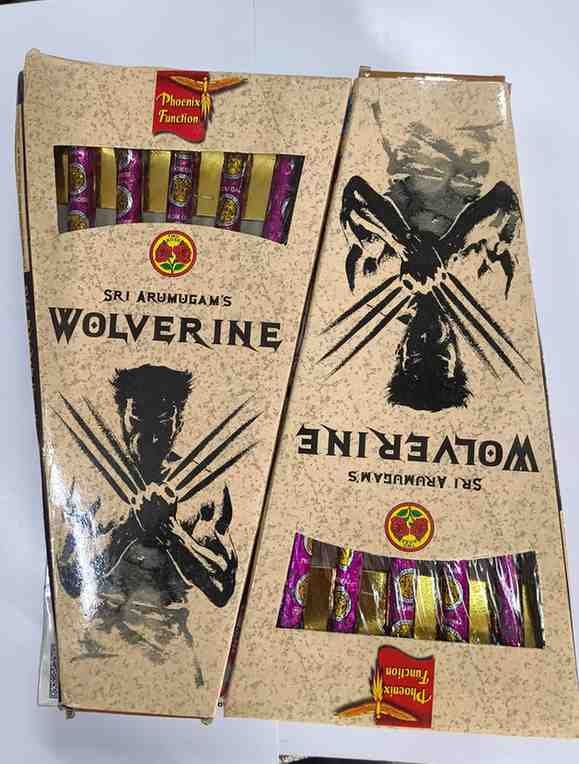 Phoenix
Function
SRI ARUMUGAM'S
WOLVERINE
WOLVERINE
SRI ARUMUGAM'S
Phoenix
Function